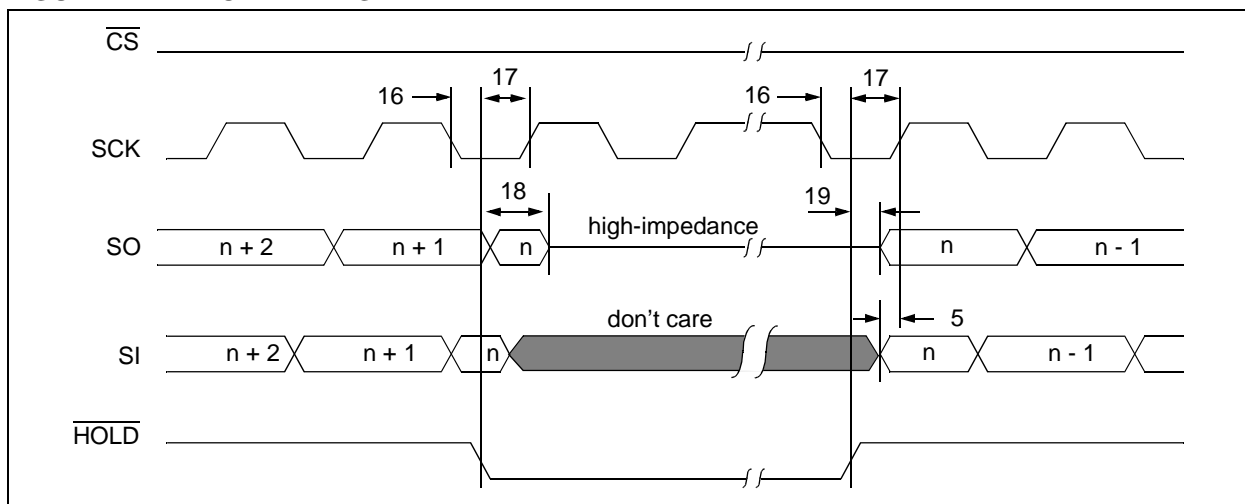 CS
17
17
16
16
SCK
18
19
high-impedance
SO
n + 2
n + 1
n
n
n - 1
don't care
5
SI
n + 2
n + 1
n
n
n - 1
HOLD